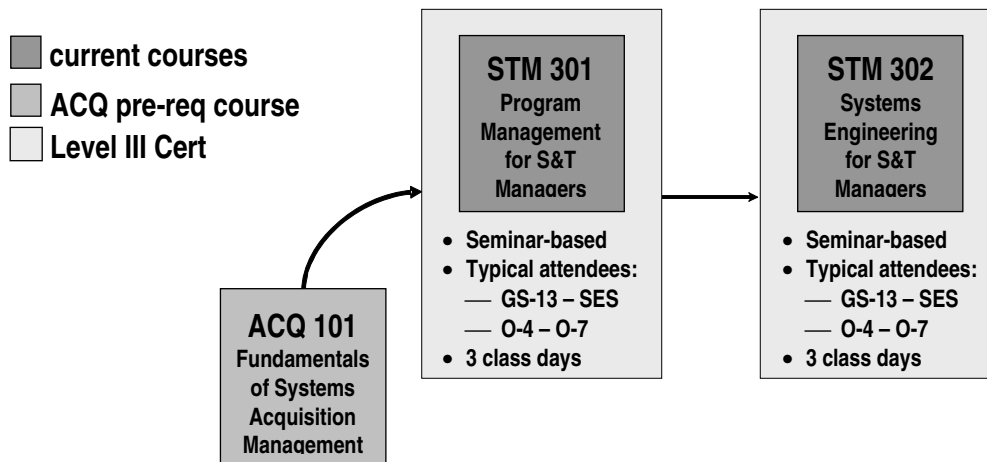 current courses
ACQ pre-req course
Level III Cert
STM 301
Program
Management
for S&T
Managers
• Seminar-based
• Typical attendees:
— GS-13 – SES
— O-4 – O-7
• 3 class days
STM 302
Systems
Engineering
for S&T
Managers
• Seminar-based
• Typical attendees:
— GS-13 – SES
— O-4 – O-7
• 3 class days
ACQ 101
Fundamentals
of Systems
Acquisition
Management